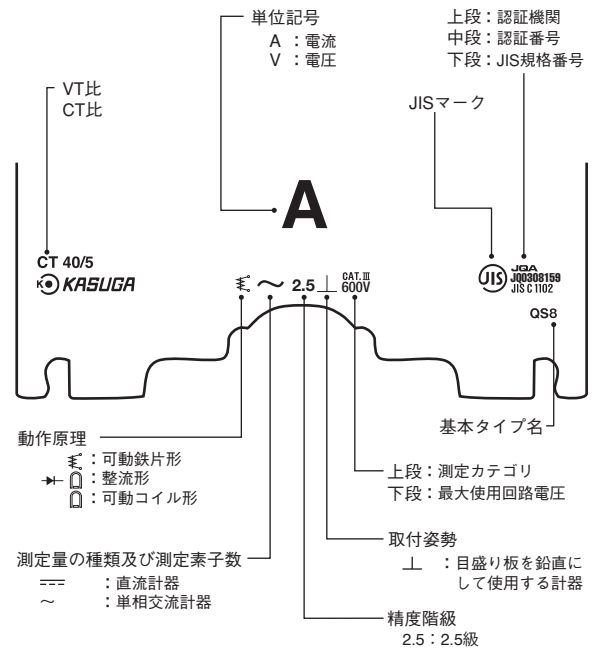 単位記号
A ：電流
V ：電圧
上段：認証機関
中段：認証番号
下段：JIS規格番号
VT比
CT比
JISマーク
A
CT 40/5
K KASUGA
～ 2.5 CAT.Ⅲ
600V
JIS
JQA
JQ0308159
JIS C 1102
QS8
動作原理
：可動鉄片形
：整流形
：可動コイル形
基本タイプ名
上段：測定カテゴリ
下段：最大使用回路電圧
測定量の種類及び測定素子数
：直流計器
～ ：単相交流計器
取付姿勢
⊥ ：目盛り板を鉛直に
して使用する計器
精度階級
2.5：2.5級